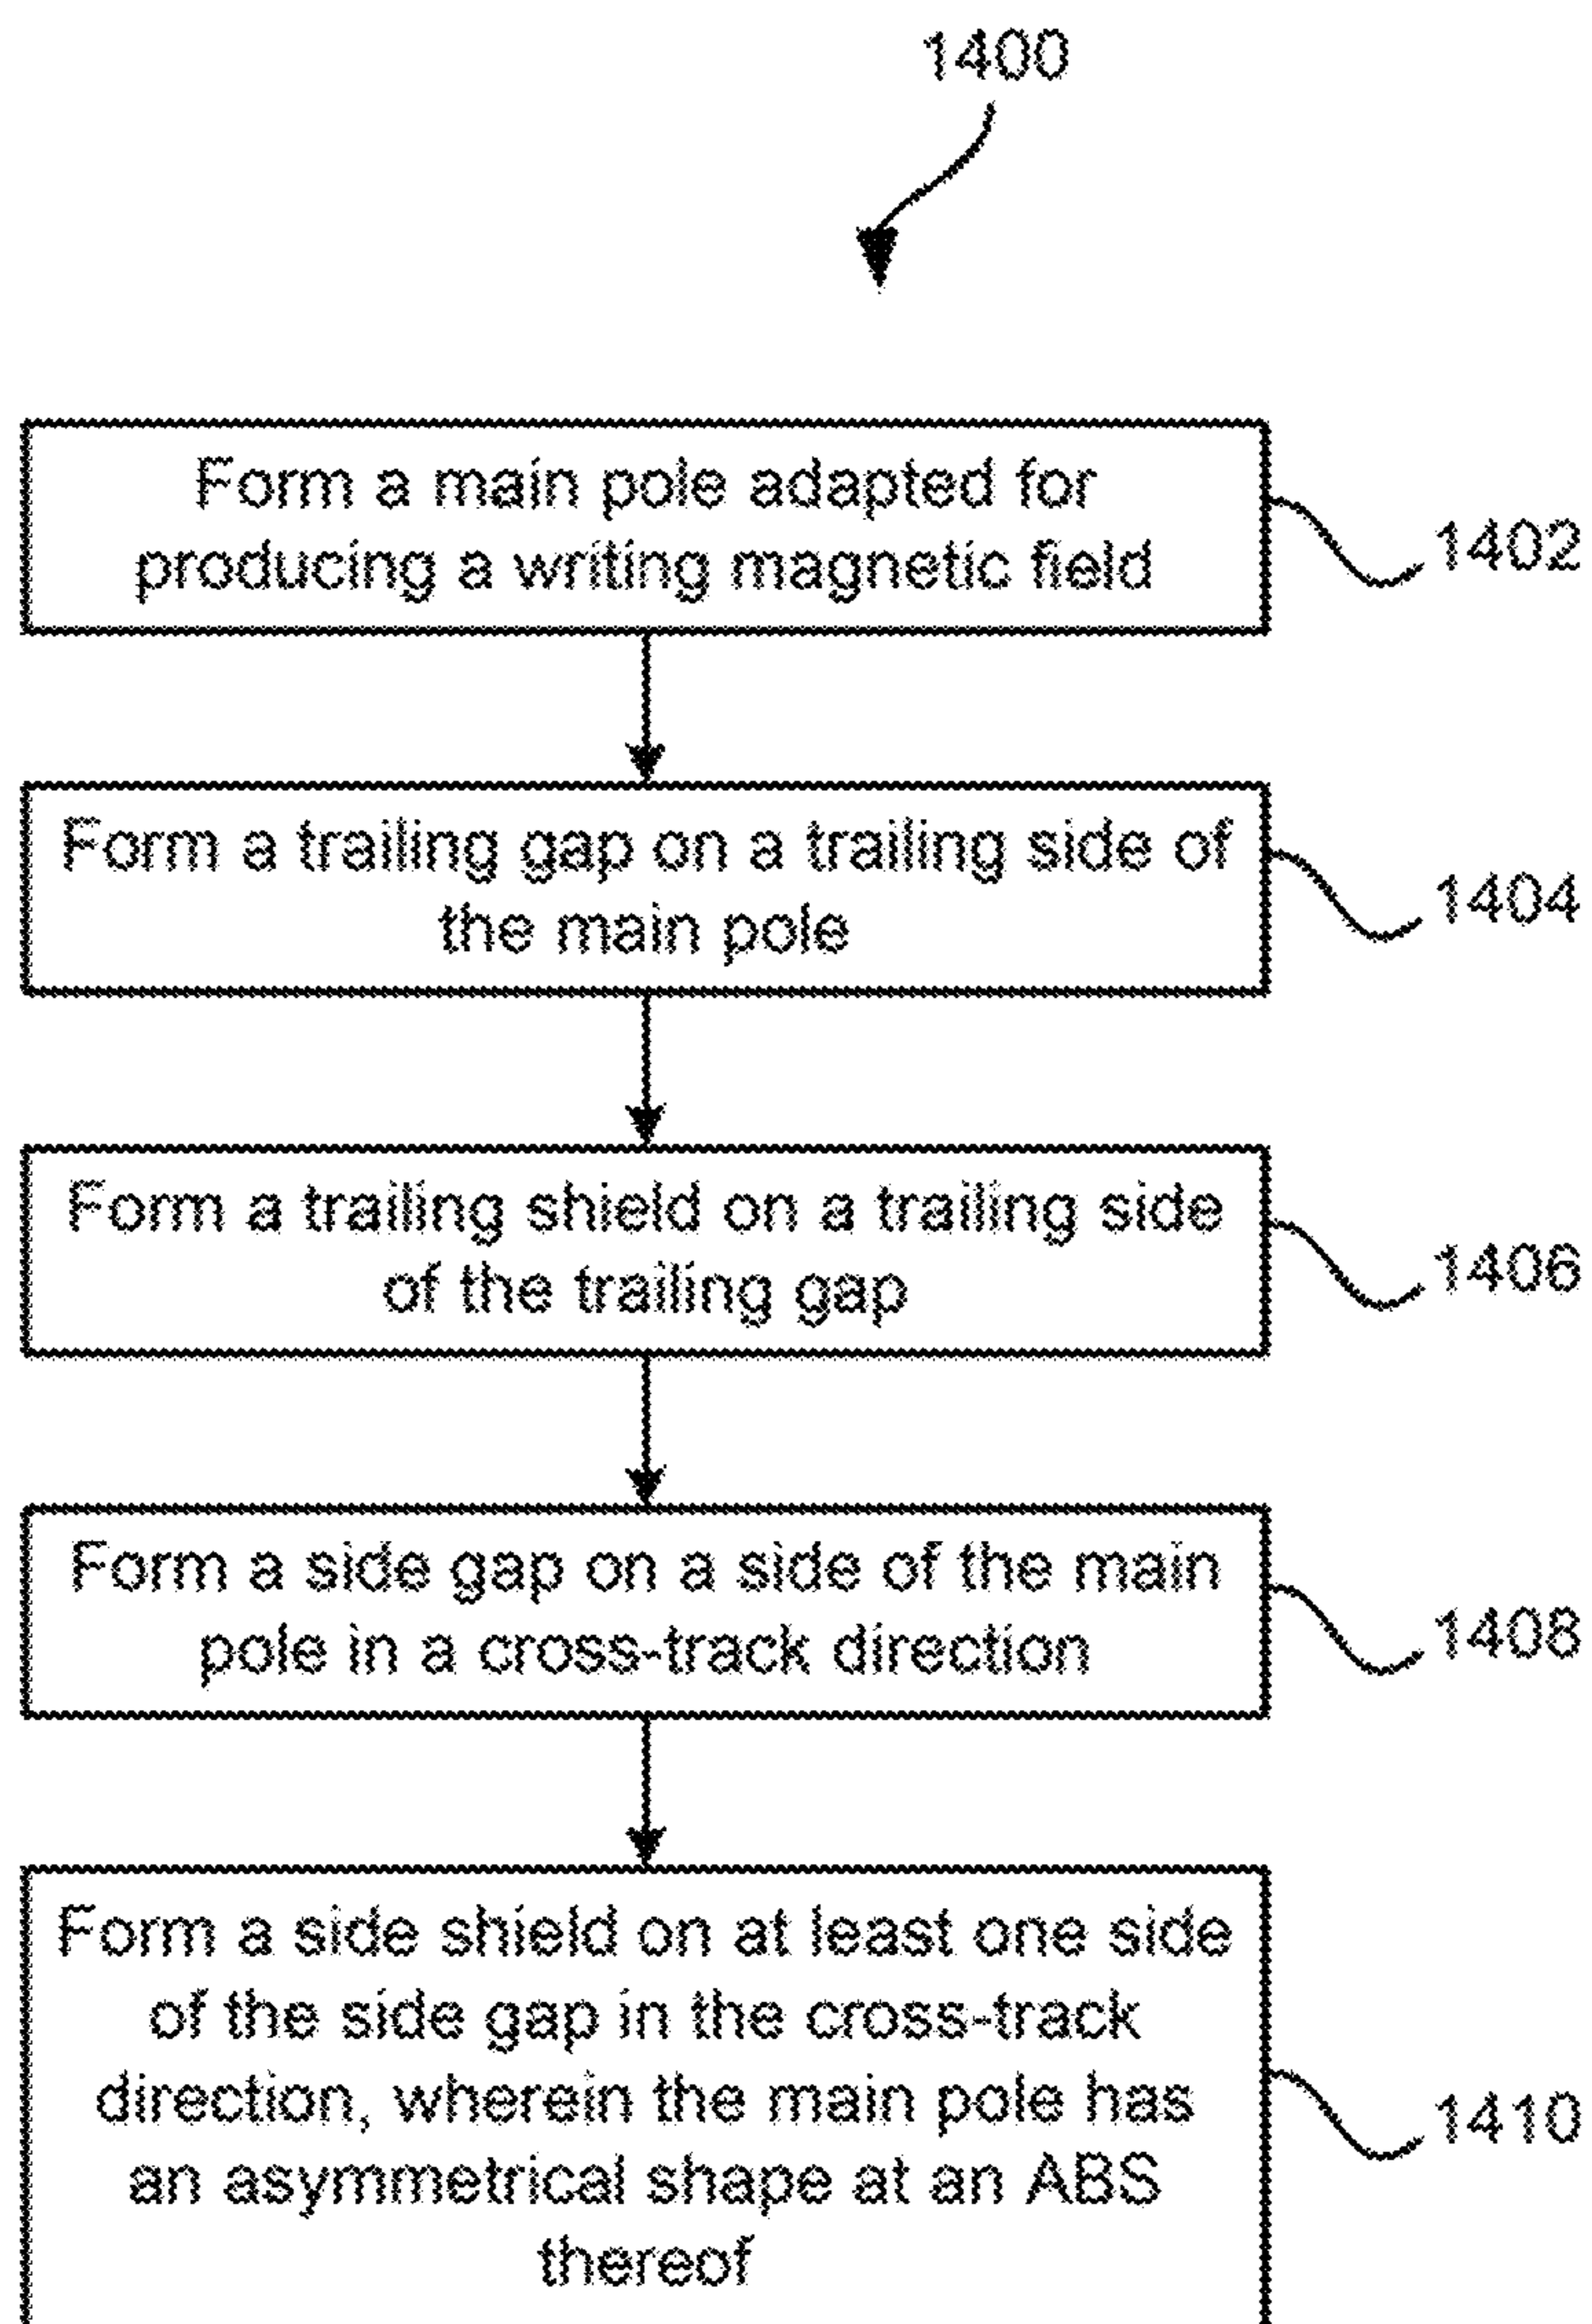 1400
Form a main pole adapted for
producing a writing magnetic field
1402
Form a trailing gap on a trailing side of
the main pole
1404
Form a trailing shield on a trailing side
of the trailing gap
1406
Form a side gap on a side of the main
pole in a cross-track direction
1408
Form a side shield on at least one side
of the side gap in the cross-track
direction, wherein the main pole has
an asymmetrical shape at an ABS
thereof
1410